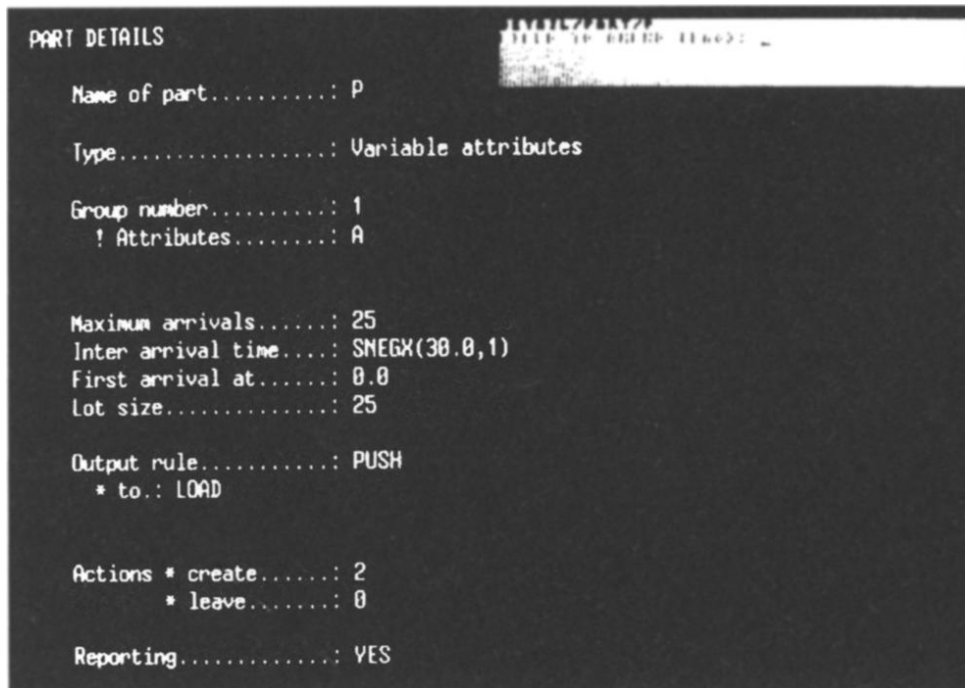 PART DETAILS
Name of part..........: P
Type..................: Variable attributes
Group number..........: 1
! Attributes........: A
Maximum arrivals......: 25
Inter arrival time....: SNEGX(30.0,1)
First arrival at......: 0.0
Lot size..............: 25
Output rule...........: PUSH
* to.: LOAD
Actions * create......: 2
* leave.......: 0
Reporting.............: YES